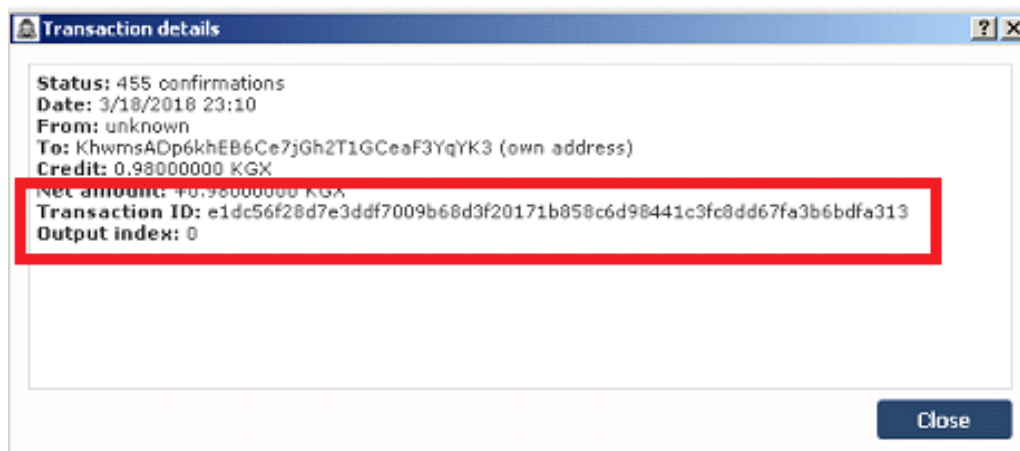 Transaction details
Status: 455 confirmations
Date: 3/18/2018 23:10
From: unknown
To: KhwmsADp6khEB6Ce7jGh2T1GCeaF3YqYK3 (own address)
Credit: 0.98000000 KGX
Net amount: +0.98000000 KGX
Transaction ID: e1dc56f28d7e3ddf7009b68d3f20171b858c6d98441c3fc8dd67fa3b6bdfa313
Output index: 0
Close